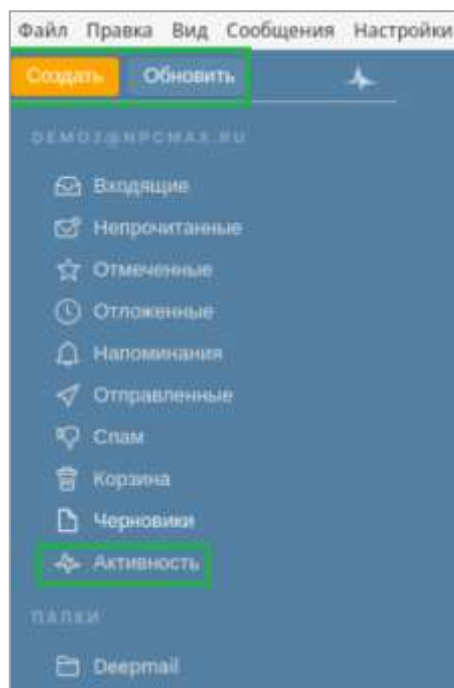 Файл Правка Вид Сообщения Настройки
Создать Обновить
DEMO2@NPCMAX.RU
Входящие
Непрочитанные
Отмеченные
Отложенные
Напоминания
Отправленные
Спам
Корзина
Черновики
Активность
ПАПКИ
Deepmail